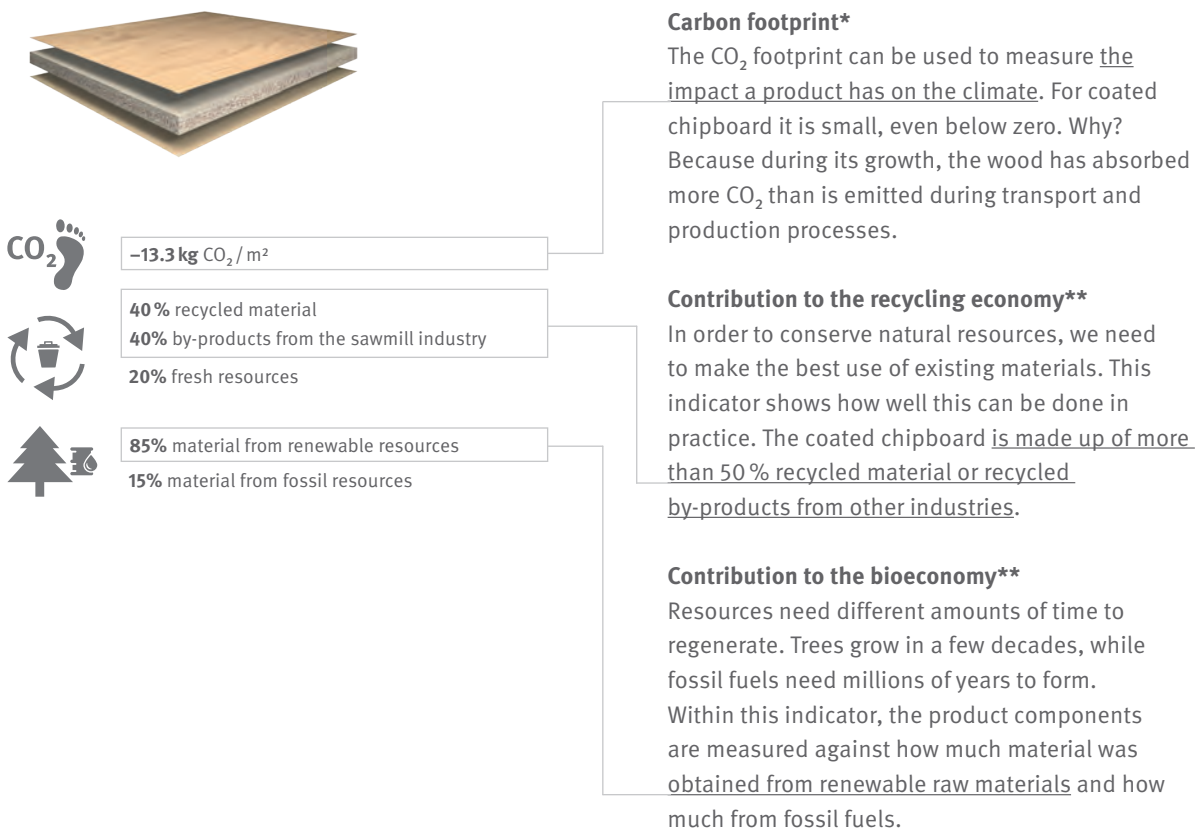 CO₂
–13.3 kg CO₂ / m²
40 % recycled material
40% by-products from the sawmill industry
20% fresh resources
85% material from renewable resources
15% material from fossil resources
Carbon footprint*
The CO₂ footprint can be used to measure the
impact a product has on the climate. For coated
chipboard it is small, even below zero. Why?
Because during its growth, the wood has absorbed
more CO₂ than is emitted during transport and
production processes.
Contribution to the recycling economy**
In order to conserve natural resources, we need
to make the best use of existing materials. This
indicator shows how well this can be done in
practice. The coated chipboard is made up of more
than 50 % recycled material or recycled
by-products from other industries.
Contribution to the bioeconomy**
Resources need different amounts of time to
regenerate. Trees grow in a few decades, while
fossil fuels need millions of years to form.
Within this indicator, the product components
are measured against how much material was
obtained from renewable raw materials and how
much from fossil fuels.